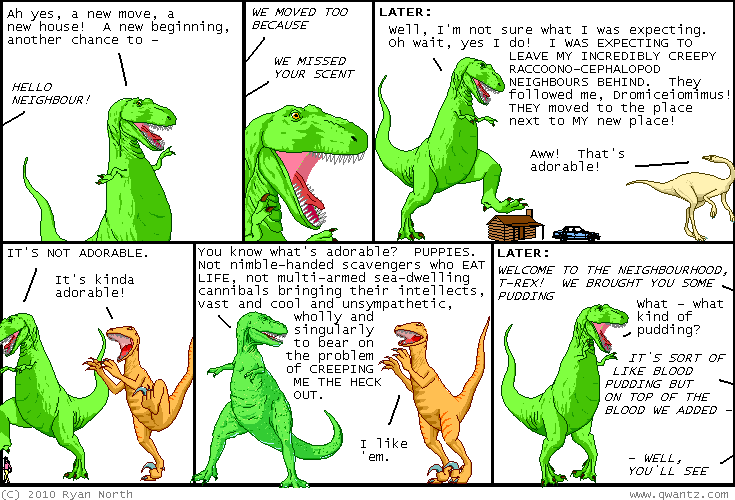 Ah yes, a new move, a
new house!  A new beginning,
another chance to -
HELLO
NEIGHBOUR!
WE MOVED TOO
BECAUSE
WE MISSED
YOUR SCENT
LATER:
Well, I'm not sure what I was expecting.
Oh wait, yes I do!  I WAS EXPECTING TO
LEAVE MY INCREDIBLY CREEPY
RACCOONO-CEPHALOPOD
NEIGHBOURS BEHIND.  They
followed me, Dromiceiomimus!
THEY moved to the place
next to MY new place!
Aww!  That's
adorable!
IT'S NOT ADORABLE.
It's kinda
adorable!
You know what's adorable?  PUPPIES.
Not nimble-handed scavengers who EAT
LIFE, not multi-armed sea-dwelling
cannibals bringing their intellects,
vast and cool and unsympathetic,
wholly and
singularly
to bear on
the problem
of CREEPING
ME THE HECK
OUT.
I like
'em.
LATER:
WELCOME TO THE NEIGHBOURHOOD,
T-REX!  WE BROUGHT YOU SOME
PUDDING
What - what
kind of
pudding?
IT'S SORT OF
LIKE BLOOD
PUDDING BUT
ON TOP OF THE
BLOOD WE ADDED -
- WELL,
YOU'LL SEE
(C) 2010 Ryan North
www.qwantz.com